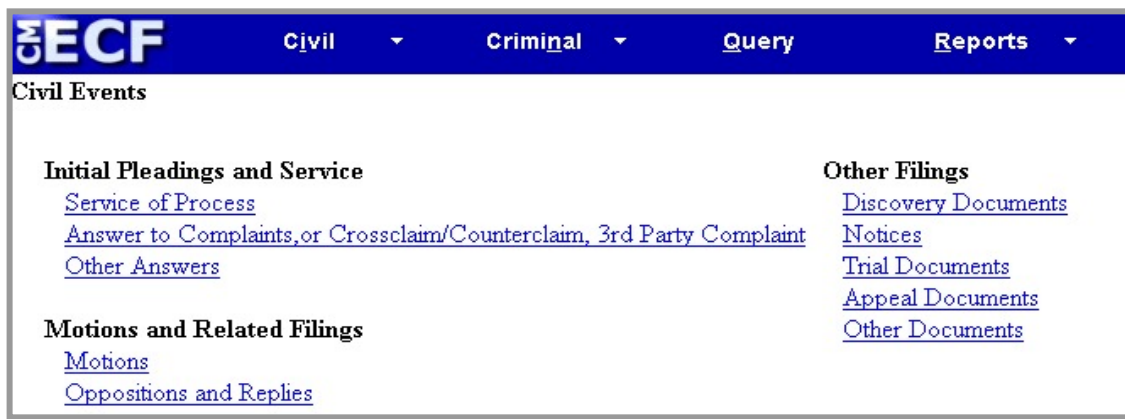 CM ECF Civil Criminal Query Reports
Civil Events
Initial Pleadings and Service
Service of Process
Answer to Complaints,or Crossclaim/Counterclaim, 3rd Party Complaint
Other Answers
Motions and Related Filings
Motions
Oppositions and Replies
Other Filings
Discovery Documents
Notices
Trial Documents
Appeal Documents
Other Documents